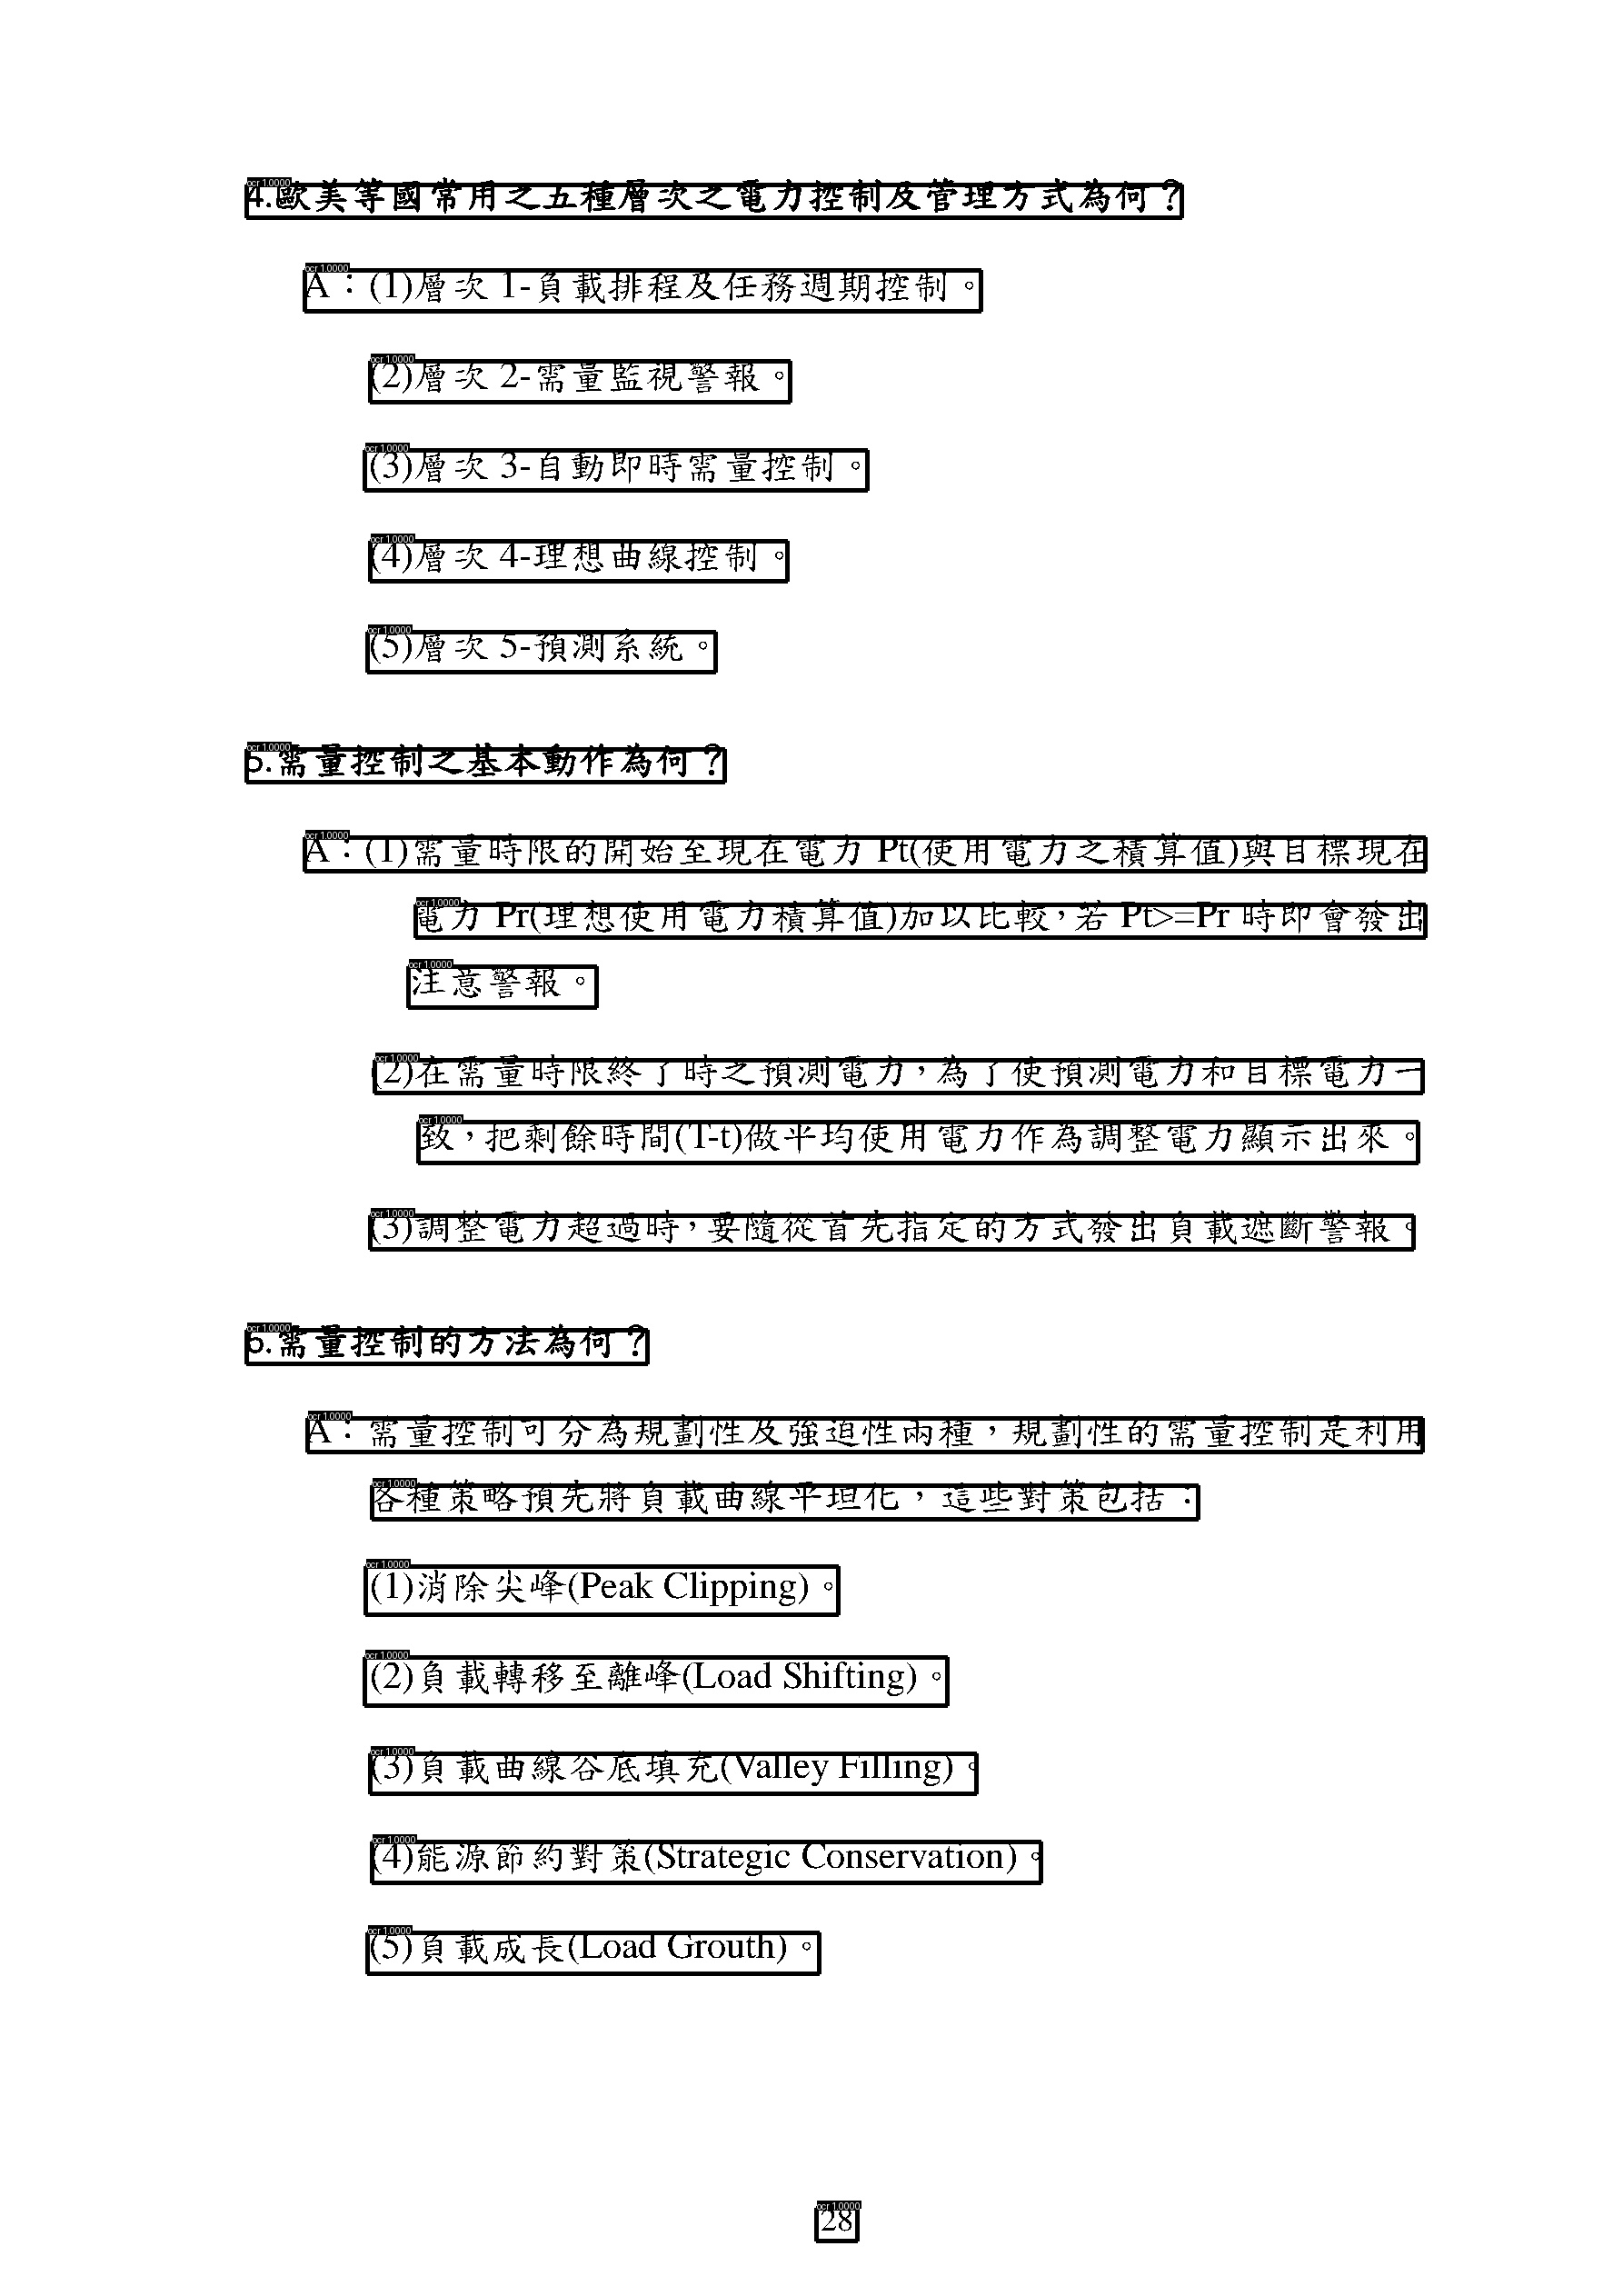 4.歐美等國常用之五種層次之電力控制及管理方式為何？
A：(1)層次 1-負載排程及任務週期控制。
(2)層次 2-需量監視警報。
(3)層次 3-自動即時需量控制。
(4)層次 4-理想曲線控制。
(5)層次 5-預測系統。
5.需量控制之基本動作為何？
A：(1)需量時限的開始至現在電力 Pt(使用電力之積算值)與目標現在
電力 Pr(理想使用電力積算值)加以比較，若 Pt>=Pr 時即會發出
注意警報。
(2)在需量時限終了時之預測電力，為了使預測電力和目標電力一
致，把剩餘時間(T-t)做平均使用電力作為調整電力顯示出來。
(3)調整電力超過時，要隨從首先指定的方式發出負載遮斷警報。
6.需量控制的方法為何？
A：需量控制可分為規劃性及強迫性兩種，規劃性的需量控制是利用
各種策略預先將負載曲線平坦化，這些對策包括：
(1)消除尖峰(Peak Clipping)。
(2)負載轉移至離峰(Load Shifting)。
(3)負載曲線谷底填充(Valley Filling)。
(4)能源節約對策(Strategic Conservation)。
(5)負載成長(Load Grouth)。
28